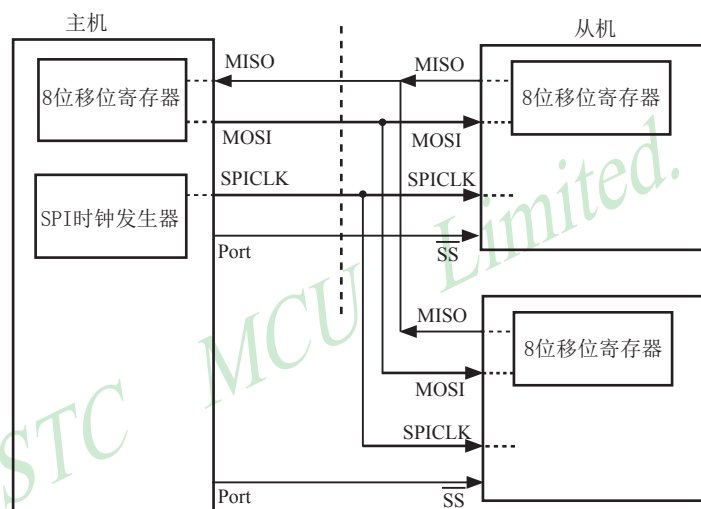 主机
从机
MISO
MISO
8位移位寄存器
8位移位寄存器
MOSI
MOSI
SPICLK
SPICLK
SPI时钟发生器
Port
SS
MISO
8位移位寄存器
MOSI
SPICLK
Port
SS
STC MCU Limited.